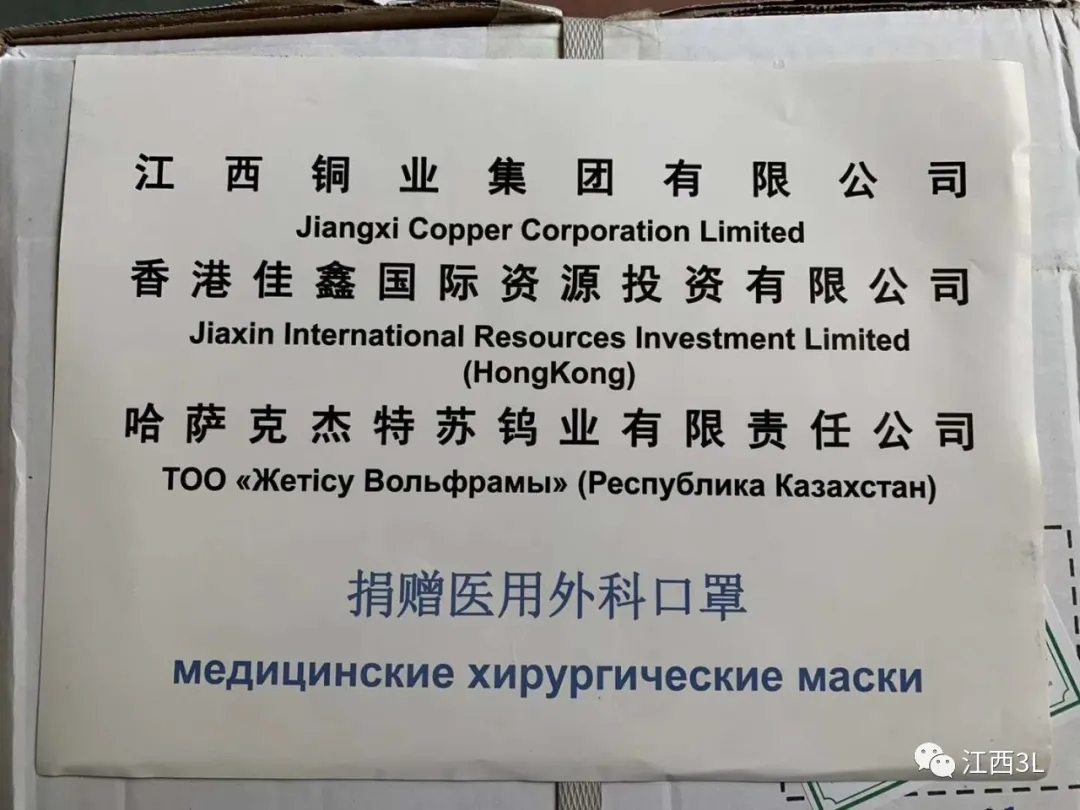 江西铜业集团有限公司
Jiangxi Copper Corporation Limited
香港佳鑫国际资源投资有限公司
Jiaxin International Resources Investment Limited
(HongKong)
哈萨克杰特苏钨业有限责任公司
ТОО «Жетісу Вольфрамы» (Республика Казахстан)
捐赠医用外科口罩
медицинские хирургические маски
江西3L